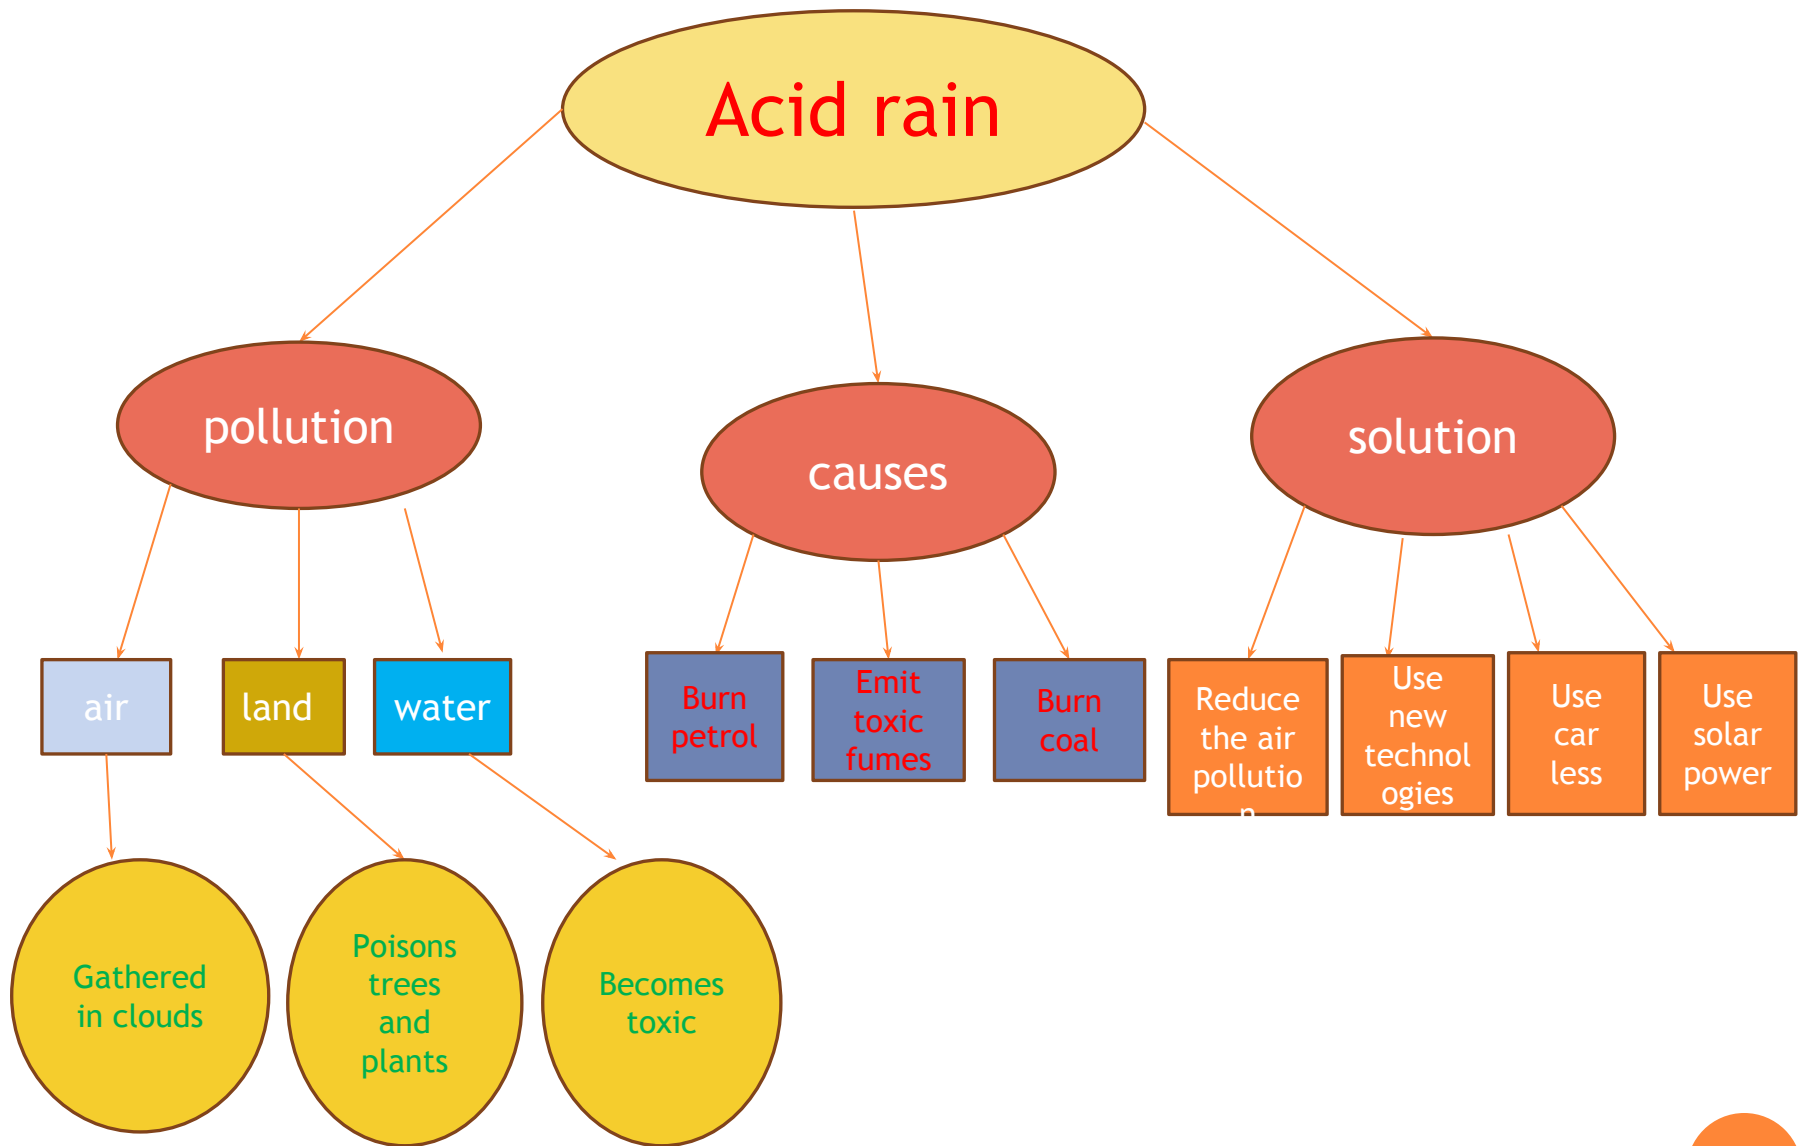 Acid rain
pollution
causes
solution
air
land
water
Burn
petrol
Emit
toxic
fumes
Burn
coal
Reduce
the air
pollutio
n
Use
new
technol
ogies
Use
car
less
Use
solar
power
Gathered
in clouds
Poisons
trees
and
plants
Becomes
toxic